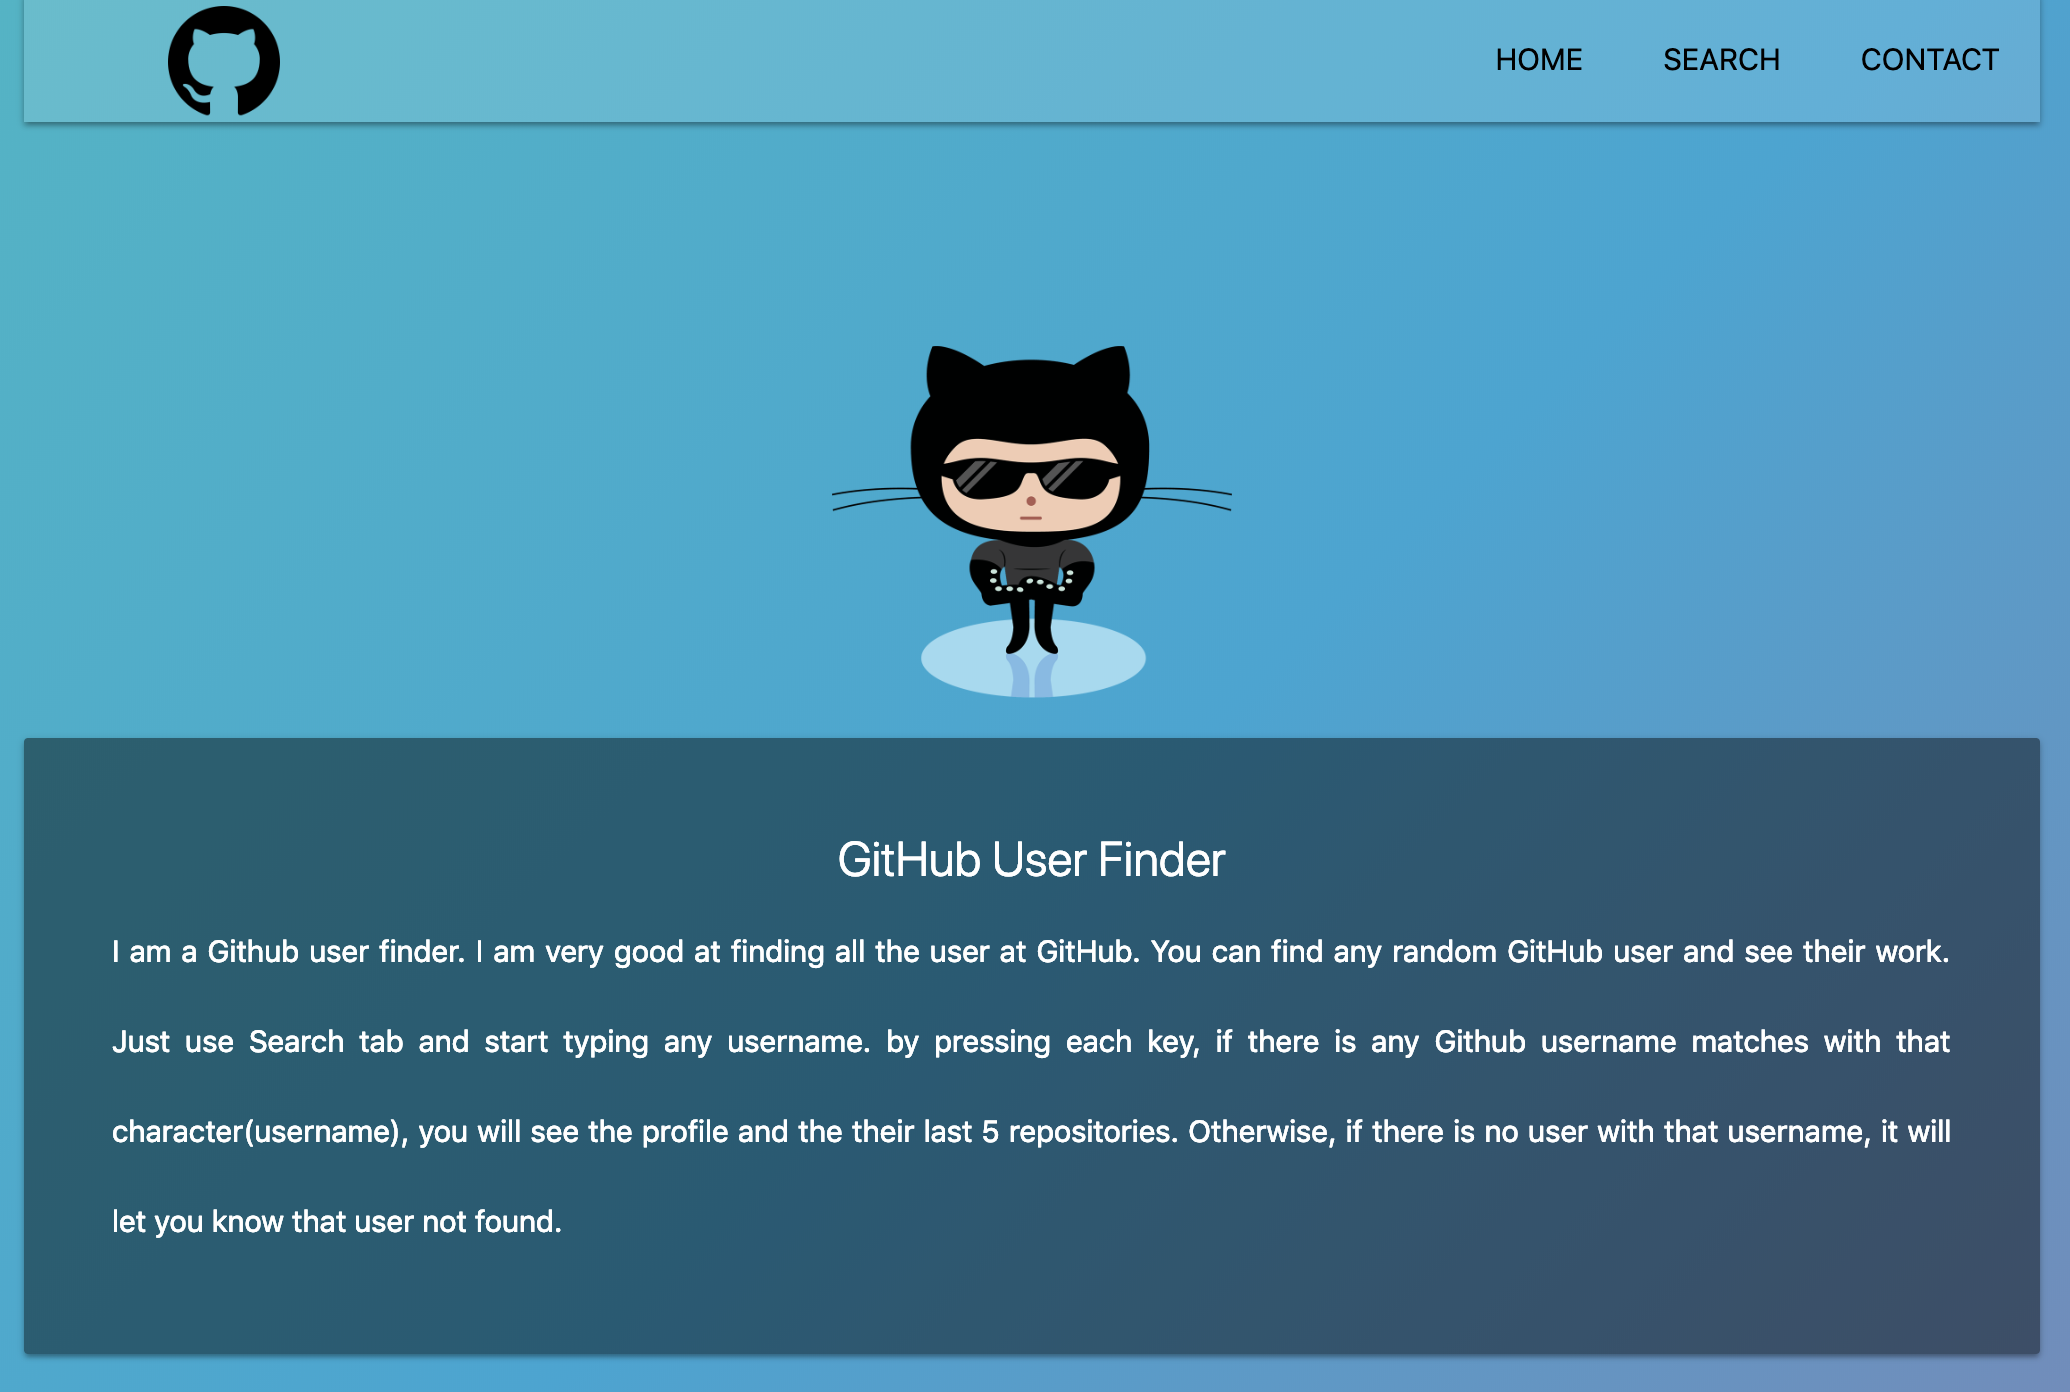 HOME SEARCH CONTACT
GitHub User Finder
I am a Github user finder. I am very good at finding all the user at GitHub. You can find any random GitHub user and see their work.
Just use Search tab and start typing any username. by pressing each key, if there is any Github username matches with that
character(username), you will see the profile and the their last 5 repositories. Otherwise, if there is no user with that username, it will
let you know that user not found.